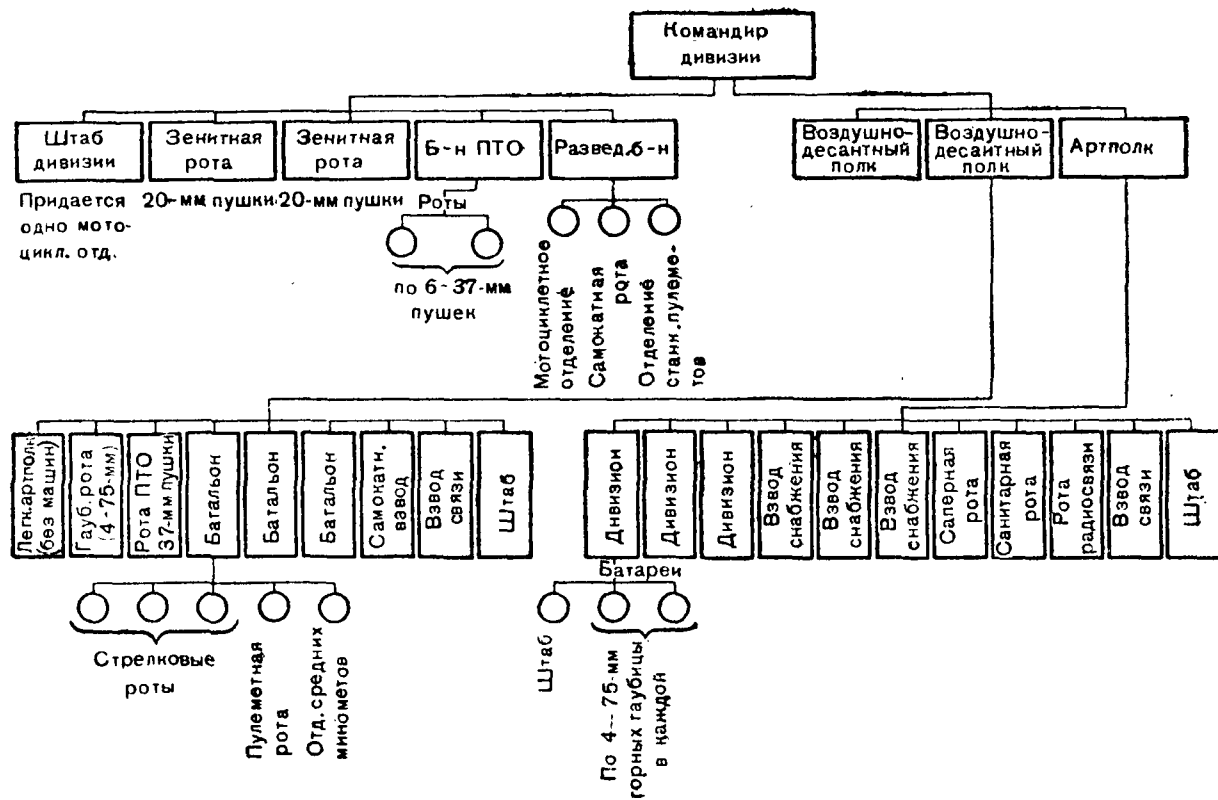 Командир
дивизии
Штаб
дивизии
Зенитная
рота
Зенитная
рота
Б-н ПТО
Развед. б-н
Воздушно-
десантный
полк
Воздушно-
десантный
полк
Артполк
Придается
одно мото-
цикл. отд.
20-мм пушки
20-мм пушки
Роты
по 6-37-мм
пушек
Мотоциклетное
отделение
Самокатная
рота
Отделение
станк. пулеме-
тов
Легк. артполк
(без машин)
Гауб. рота
(4-75-мм)
Рота ПТО
37-мм пушки
Батальон
Батальон
Батальон
Самокатн.
взвод
Взвод
связи
Штаб
Дивизион
Дивизион
Дивизион
Взвод
снабжения
Взвод
снабжения
Взвод
снабжения
Саперная
рота
Санитарная
рота
Рота
радиосвязи
Взвод
связи
Штаб
Стрелковые
роты
Пулеметная
рота
Отд. средних
минометов
Батареи
Штаб
По 4-75-мм
горных гаубицы
в каждой